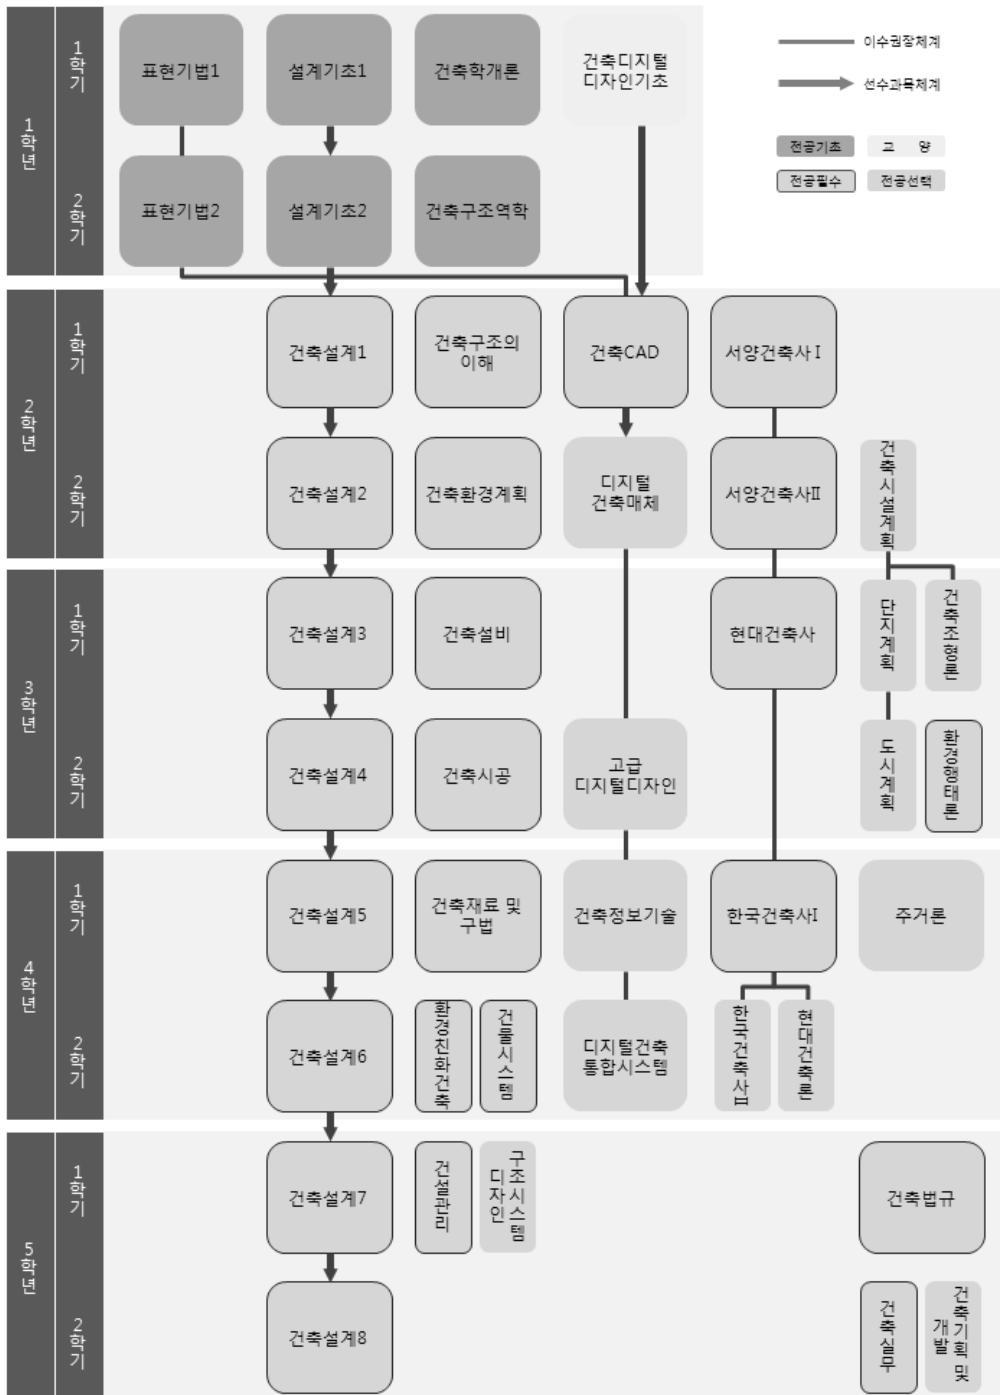 이수권장체계
선수과목체계
전공기초
교 양
전공필수
전공선택
1학년
1학기
표현기법1
설계기초1
건축학개론
건축디지털
디자인기초
2학기
표현기법2
설계기초2
건축구조역학
2학년
1학기
건축설계1
건축구조의
이해
건축CAD
서양건축사 I
2학기
건축설계2
건축환경계획
디지털
건축매체
서양건축사II
건축시설계획
3학년
1학기
건축설계3
건축설비
현대건축사
단지계획
건축조형론
2학기
건축설계4
건축시공
고급
디지털디자인
도시계획
환경행태론
4학년
1학기
건축설계5
건축재료 및
구법
건축정보기술
한국건축사I
주거론
2학기
건축설계6
환경친화건축
건물시스템
디지털건축
통합시스템
한국건축사II
현대건축론
5학년
1학기
건축설계7
건설관리
구조시스템
디자인
건축법규
2학기
건축설계8
건축실무
건축기획 및
개발